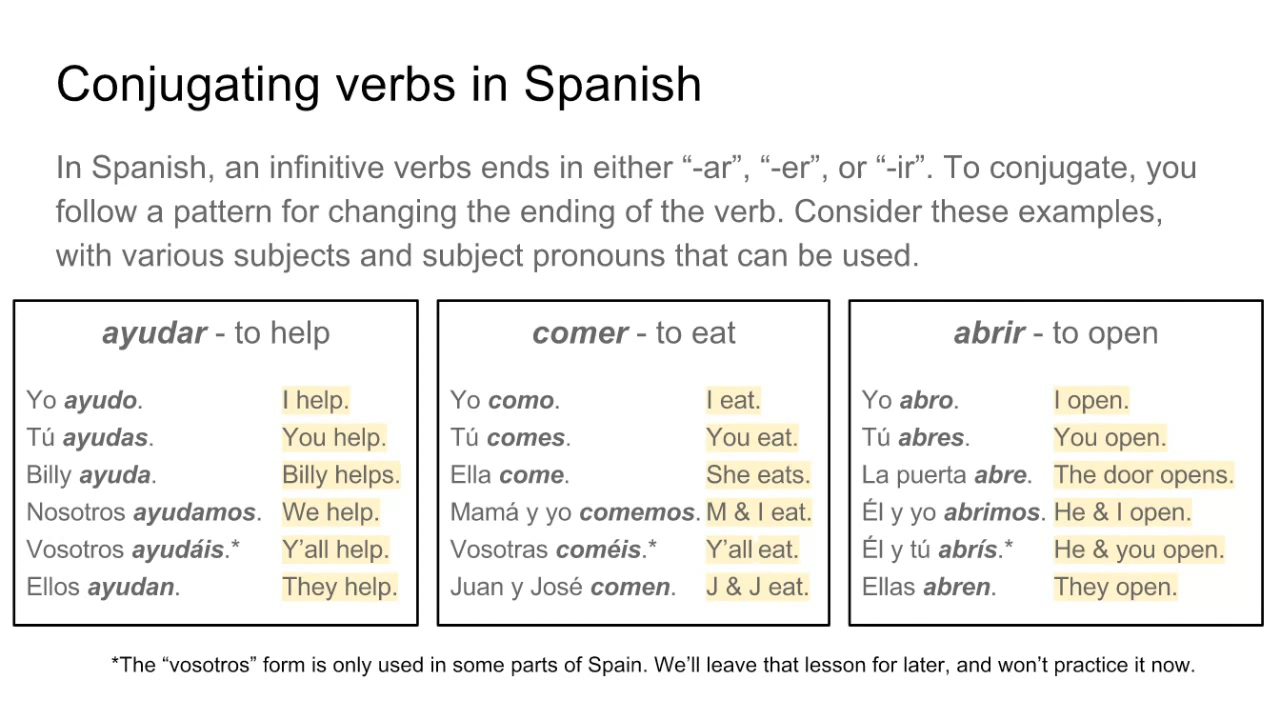 Conjugating verbs in Spanish
In Spanish, an infinitive verbs ends in either “-ar”, “-er”, or “-ir”. To conjugate, you
follow a pattern for changing the ending of the verb. Consider these examples,
with various subjects and subject pronouns that can be used.
ayudar - to help
Yo ayudo. I help.
Tú ayudas. You help.
Billy ayuda. Billy helps.
Nosotros ayudamos. We help.
Vosotros ayudáis.* Y’all help.
Ellos ayudan. They help.
comer - to eat
Yo como. I eat.
Tú comes. You eat.
Ella come. She eats.
Mamá y yo comemos. M & I eat.
Vosotras coméis.* Y’all eat.
Juan y José comen. J & J eat.
abrir - to open
Yo abro. I open.
Tú abres. You open.
La puerta abre. The door opens.
Él y yo abrimos. He & I open.
Él y tú abrís.* He & you open.
Ellas abren. They open.
*The “vosotros” form is only used in some parts of Spain. We’ll leave that lesson for later, and won’t practice it now.